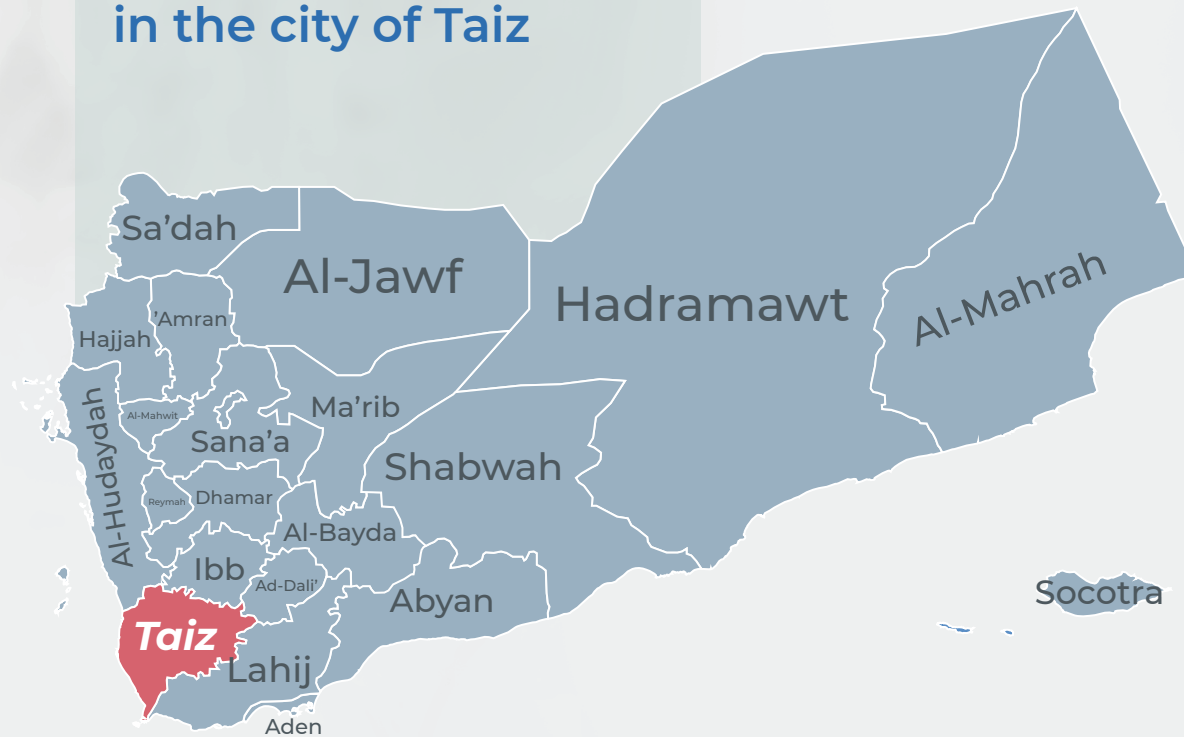 in the city of Taiz
Sa’dah
Al-Jawf
Hadramawt
Al-Mahrah
’Amran
Hajjah
Al-Hudaydah
Al-Mahwit
Ma’rib
Sana’a
Shabwah
Reymah
Dhamar
Al-Bayda
Ibb
Ad-Dali’
Abyan
Socotra
Taiz
Lahij
Aden